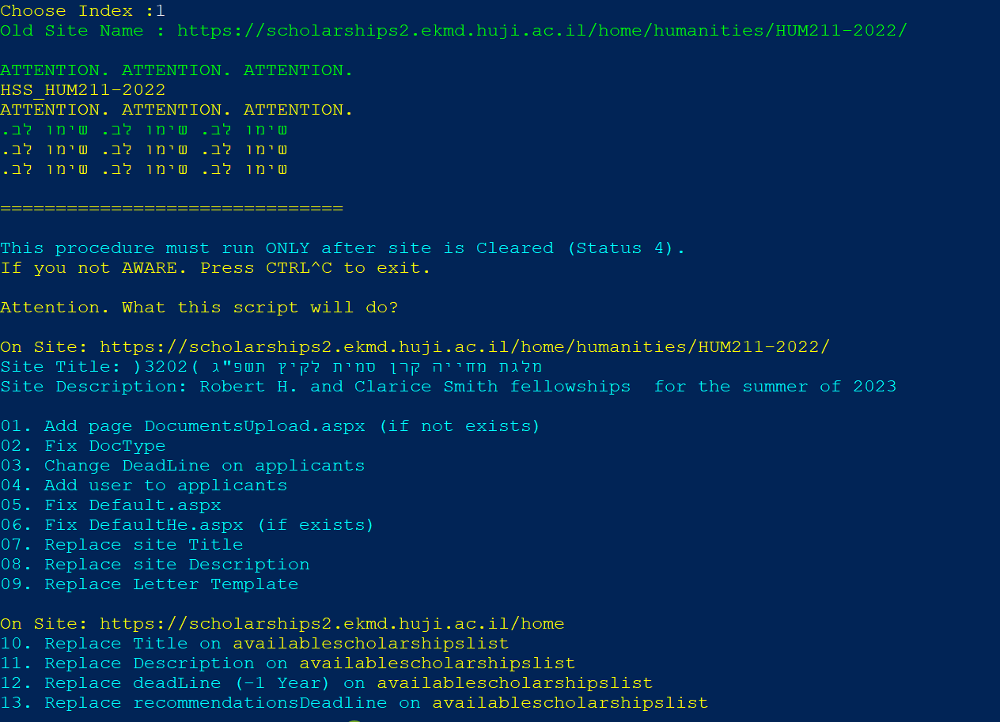 Choose Index :1
Old Site Name : https://scholarships2.ekmd.huji.ac.il/home/humanities/HUM211-2022/
ATTENTION. ATTENTION. ATTENTION.
HSS_HUM211-2022
ATTENTION. ATTENTION. ATTENTION.
שימו לב. שימו לב. שימו לב.
שימו לב. שימו לב. שימו לב.
שימו לב. שימו לב. שימו לב.
===============================
This procedure must run ONLY after site is Cleared (Status 4).
If you not AWARE. Press CTRL^C to exit.
Attention. What this script will do?
On Site: https://scholarships2.ekmd.huji.ac.il/home/humanities/HUM211-2022/
Site Title: )3202( מלגת מחייה קרן סמית לקיץ תשפ"ג
Site Description: Robert H. and Clarice Smith fellowships  for the summer of 2023
01. Add page DocumentsUpload.aspx (if not exists)
02. Fix DocType
03. Change DeadLine on applicants
04. Add user to applicants
05. Fix Default.aspx
06. Fix DefaultHe.aspx (if exists)
07. Replace site Title
08. Replace site Description
09. Replace Letter Template
On Site: https://scholarships2.ekmd.huji.ac.il/home
10. Replace Title on availablescholarshipslist
11. Replace Description on availablescholarshipslist
12. Replace deadLine (-1 Year) on availablescholarshipslist
13. Replace recommendationsDeadline on availablescholarshipslist